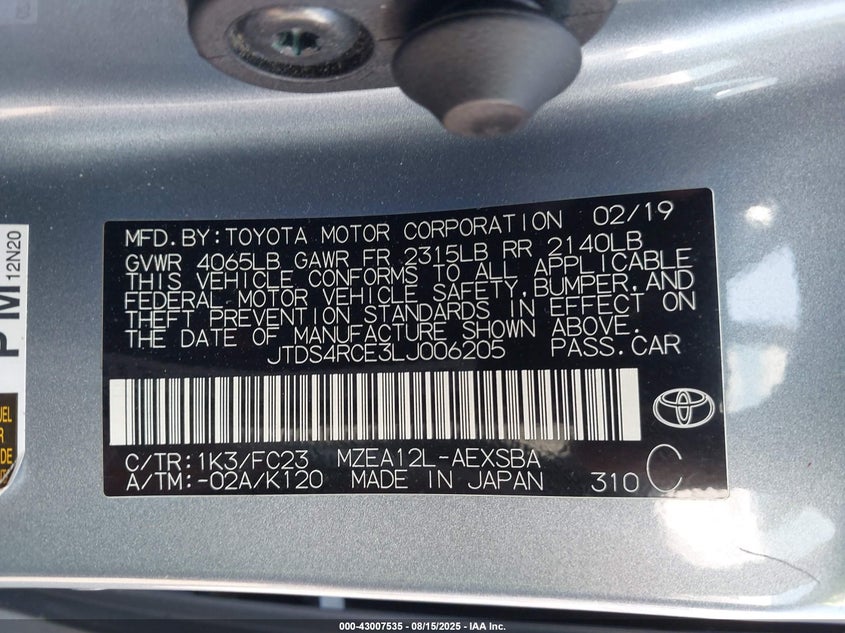 MFD. BY: TOYOTA MOTOR CORPORATION 02/19
GVWR 4065LB GAWR FR 2315LB RR 2140LB
THIS VEHICLE CONFORMS TO ALL APPLICABLE
FEDERAL MOTOR VEHICLE SAFETY, BUMPER, AND
THEFT PREVENTION STANDARDS IN EFFECT ON
THE DATE OF MANUFACTURE SHOWN ABOVE.
JTDS4RCE3LJ006205 PASS. CAR
C/TR: 1K3/FC23 MZEA12L-AEXSBA C
A/TM: -02A/K120 MADE IN JAPAN 310
PM
12N20
000-43007535 - 08/15/2025 - IAA Inc.